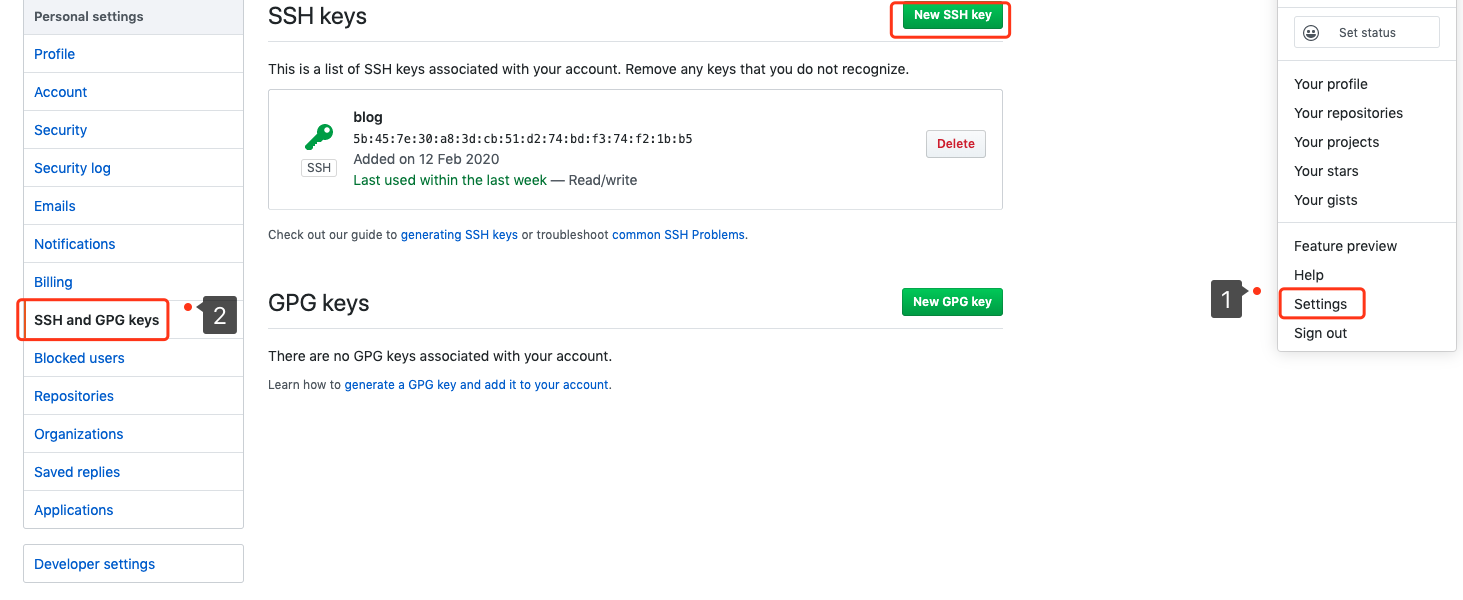 Personal settings
Profile
Account
Security
Security log
Emails
Notifications
Billing
SSH and GPG keys
2
Blocked users
Repositories
Organizations
Saved replies
Applications
Developer settings
SSH keys
New SSH key
This is a list of SSH keys associated with your account. Remove any keys that you do not recognize.
blog
5b:45:7e:30:a8:3d:cb:51:d2:74:bd:f3:74:f2:1b:b5
Added on 12 Feb 2020
Last used within the last week — Read/write
SSH
Delete
Check out our guide to generating SSH keys or troubleshoot common SSH Problems.
GPG keys
New GPG key
There are no GPG keys associated with your account.
Learn how to generate a GPG key and add it to your account.
Set status
Your profile
Your repositories
Your projects
Your stars
Your gists
Feature preview
Help
1
Settings
Sign out